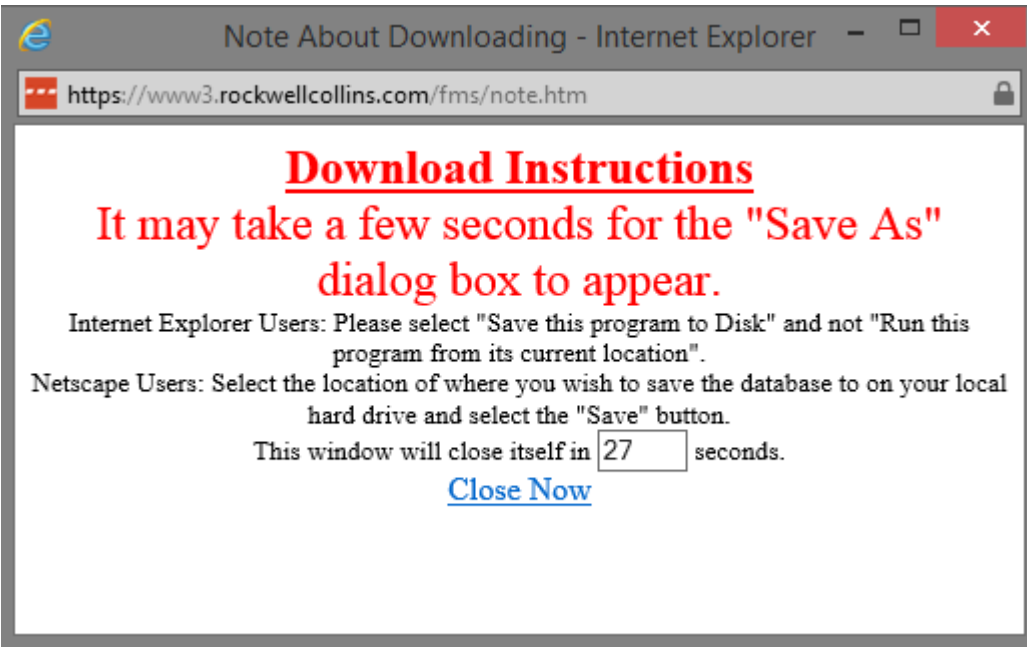 Note About Downloading - Internet Explorer
https://www3.rockwellcollins.com/fms/note.htm
Download Instructions
It may take a few seconds for the "Save As"
dialog box to appear.
Internet Explorer Users: Please select "Save this program to Disk" and not "Run this
program from its current location".
Netscape Users: Select the location of where you wish to save the database to on your local
hard drive and select the "Save" button.
This window will close itself in 27 seconds.
Close Now